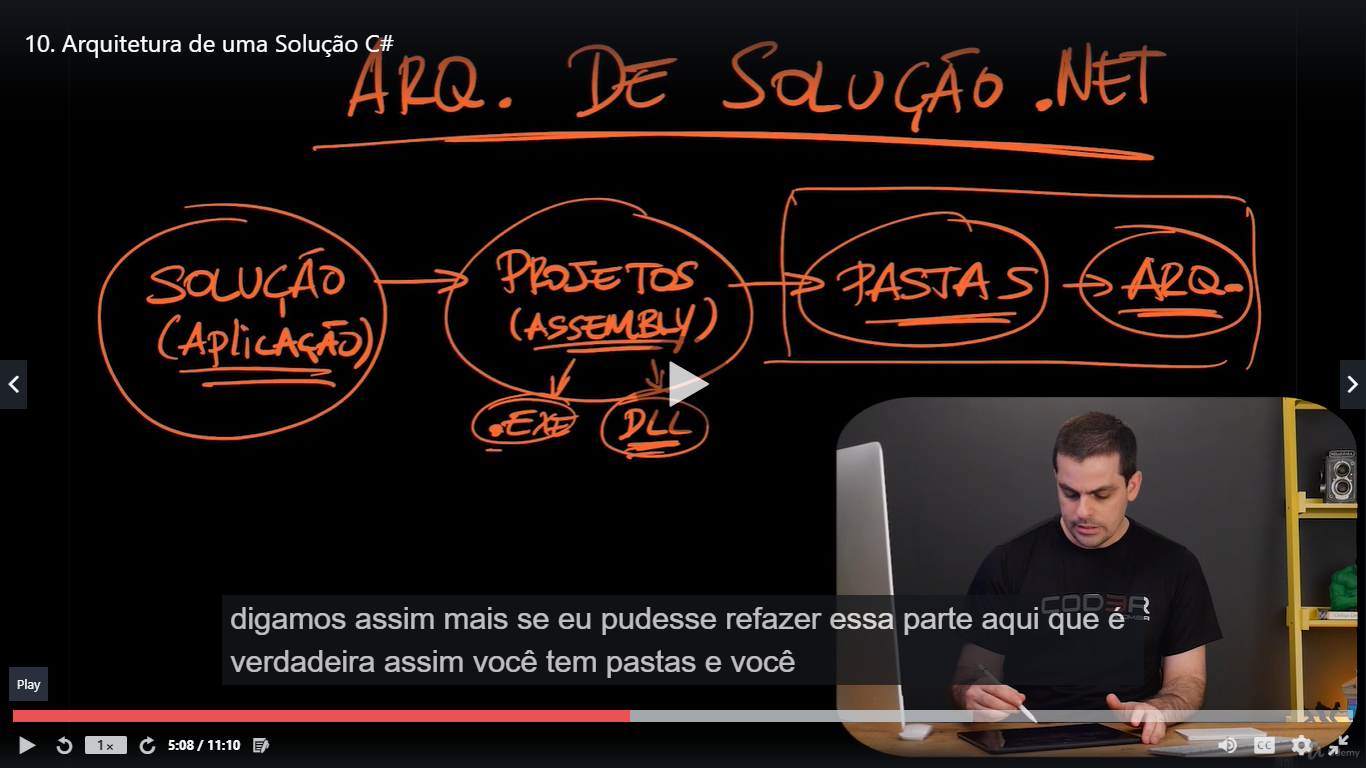 10. Arquitetura de uma Solução C#
ARQ. DE SOLUÇÃO .NET
SOLUÇÃO
(APLICAÇÃO)
PROJETOS
(ASSEMBLY)
PASTAS
ARQ.
.EXE
DLL
CODER
digamos assim mais se eu pudesse refazer essa parte aqui que é
verdadeira assim você tem pastas e você
Play
1x
5:08 / 11:10
CC